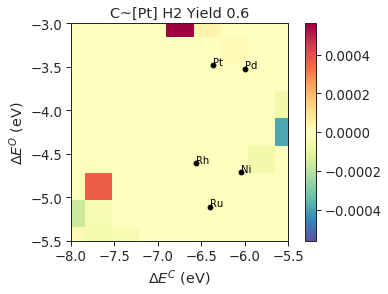 C~[Pt] H2 Yield 0.6
ΔE^O (eV)
−3.0
−3.5
−4.0
−4.5
−5.0
−5.5
Pt
Pd
Rh
Ni
Ru
0.0004
0.0002
0.0000
−0.0002
−0.0004
−8.0 −7.5 −7.0 −6.5 −6.0 −5.5
ΔE^C (eV)